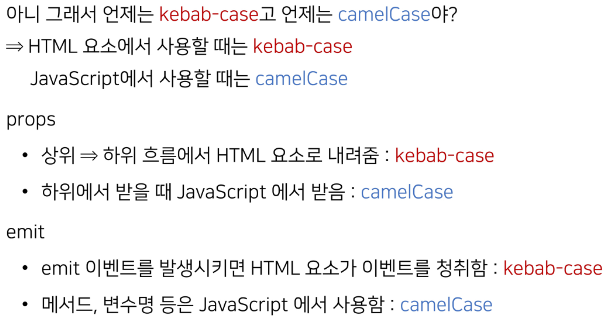 아니 그래서 언제는 kebab-case고 언제는 camelCase야?
⇒ HTML 요소에서 사용할 때는 kebab-case
JavaScript에서 사용할 때는 camelCase
props
• 상위 ⇒ 하위 흐름에서 HTML 요소로 내려줌 : kebab-case
• 하위에서 받을 때 JavaScript 에서 받음 : camelCase
emit
• emit 이벤트를 발생시키면 HTML 요소가 이벤트를 청취함 : kebab-case
• 메서드, 변수명 등은 JavaScript 에서 사용함 : camelCase